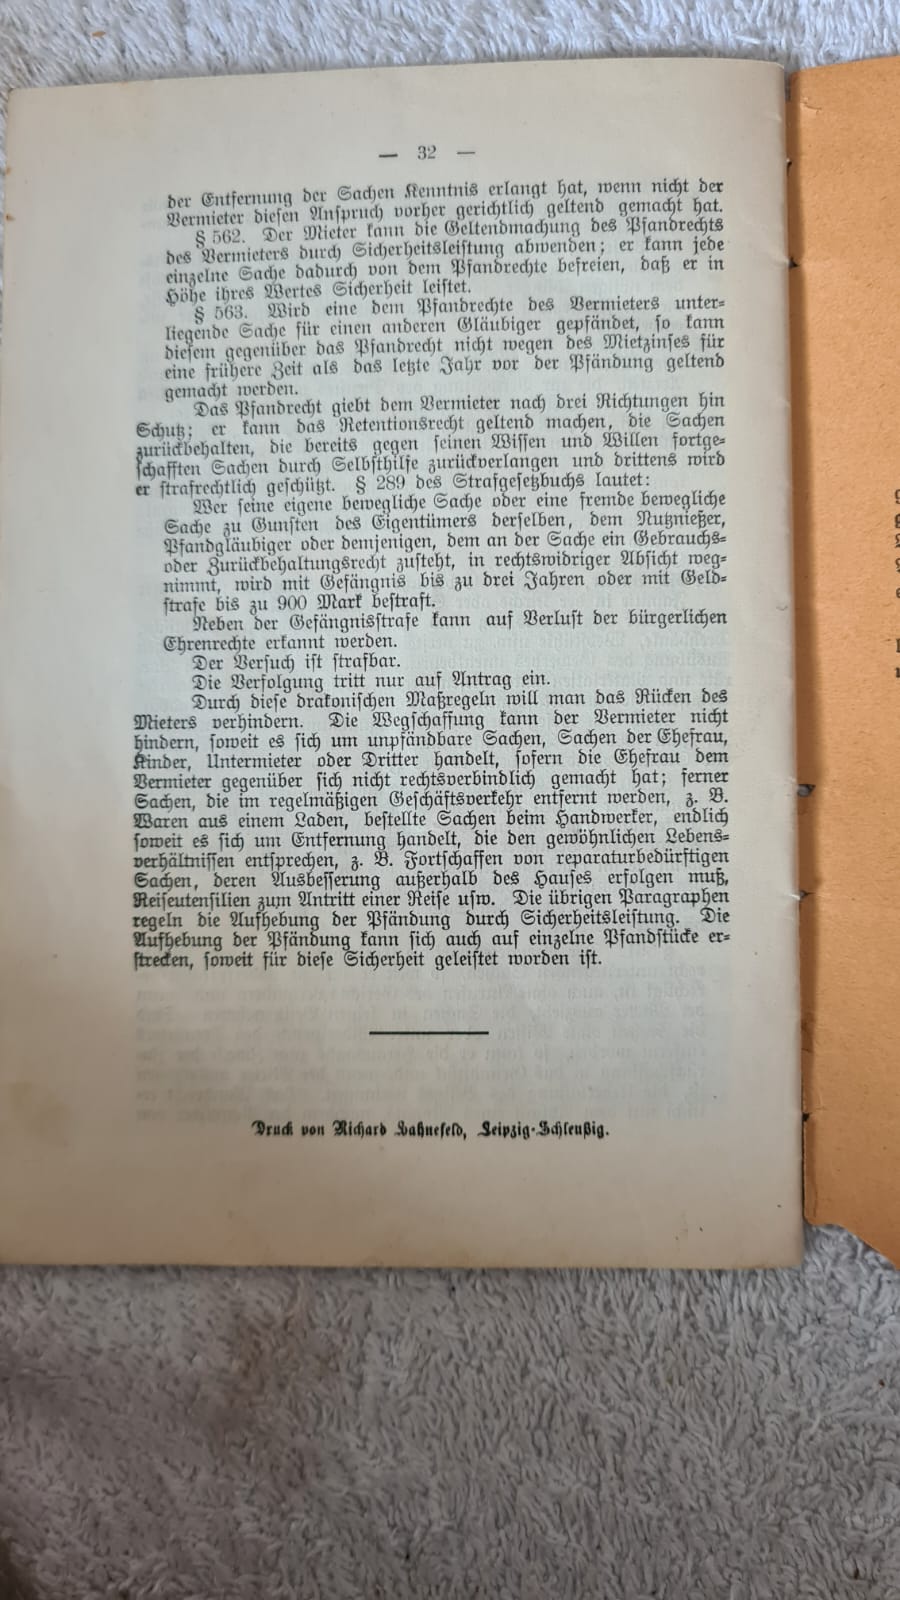 — 32 —
der Entfernung der Sachen Kenntnis erlangt hat, wenn nicht der
Vermieter diesen Anspruch vorher gerichtlich geltend gemacht hat.
§ 562. Der Mieter kann die Geltendmachung des Pfandrechts
des Vermieters durch Sicherheitsleistung abwenden; er kann jede
einzelne Sache dadurch von dem Pfandrechte befreien, daß er in
Höhe ihres Wertes Sicherheit leistet.
§ 563. Wird eine dem Pfandrechte des Vermieters unter-
liegende Sache für einen anderen Gläubiger gepfändet, so kann
diesem gegenüber das Pfandrecht nicht wegen des Mietzinses für
eine frühere Zeit als das letzte Jahr vor der Pfändung geltend
gemacht werden.
Das Pfandrecht giebt dem Vermieter nach drei Richtungen hin
Schutz; er kann das Retentionsrecht geltend machen, die Sachen
zurückbehalten, die bereits gegen seinen Wissen und Willen fortge-
schafften Sachen durch Selbsthilfe zurückverlangen und drittens wird
er strafrechtlich geschützt. § 289 des Strafgesetzbuchs lautet:
Wer seine eigene bewegliche Sache oder eine fremde bewegliche
Sache zu Gunsten des Eigentümers derselben, dem Nutznießer,
Pfandgläubiger oder demjenigen, dem an der Sache ein Gebrauchs-
oder Zurückbehaltungsrecht zusteht, in rechtswidriger Absicht weg-
nimmt, wird mit Gefängnis bis zu drei Jahren oder mit Geld-
strafe bis zu 900 Mark bestraft.
Neben der Gefängnisstrafe kann auf Verlust der bürgerlichen
Ehrenrechte erkannt werden.
Der Versuch ist strafbar.
Die Verfolgung tritt nur auf Antrag ein.
Durch diese drakonischen Maßregeln will man das Rücken des
Mieters verhindern. Die Wegschaffung kann der Vermieter nicht
hindern, soweit es sich um unpfändbare Sachen, Sachen der Ehefrau,
Kinder, Untermieter oder Dritter handelt, sofern die Ehefrau dem
Vermieter gegenüber sich nicht rechtsverbindlich gemacht hat; ferner
Sachen, die im regelmäßigen Geschäftsverkehr entfernt werden, z. B.
Waren aus einem Laden, bestellte Sachen beim Handwerker, endlich
soweit es sich um Entfernung handelt, die den gewöhnlichen Lebens-
verhältnissen entsprechen, z. B. Fortschaffen von reparaturbedürftigen
Sachen, deren Ausbesserung außerhalb des Hauses erfolgen muß,
Reiseutensilien zum Antritt einer Reise usw. Die übrigen Paragraphen
regeln die Aufhebung der Pfändung durch Sicherheitsleistung. Die
Aufhebung der Pfändung kann sich auch auf einzelne Pfandstücke er-
strecken, soweit für diese Sicherheit geleistet worden ist.
Druck von Richard Hahnefeld, Leipzig-Schleußig.